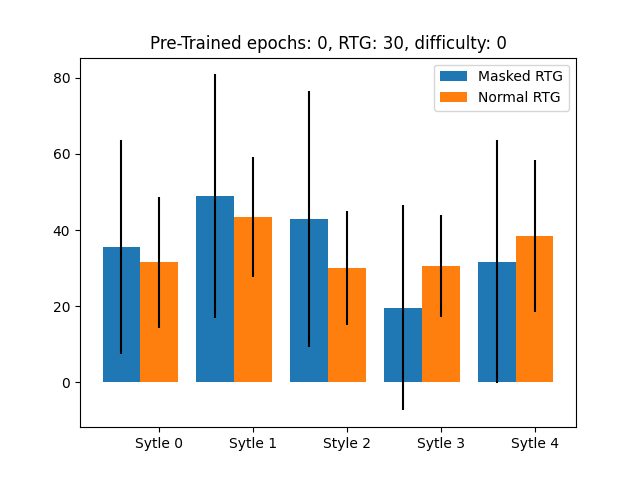 Pre-Trained epochs: 0, RTG: 30, difficulty: 0
Masked RTG
Normal RTG
80
60
40
20
0
Sytle 0
Sytle 1
Style 2
Sytle 3
Sytle 4